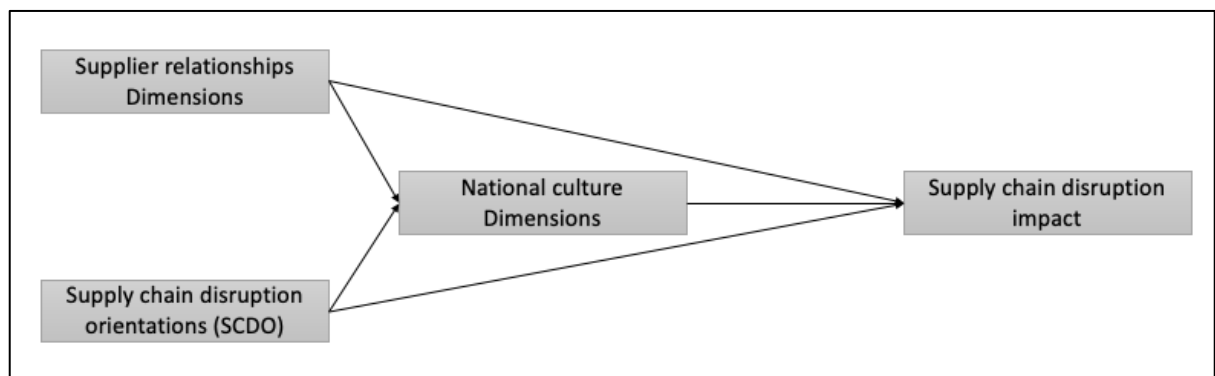 Supplier relationships
Dimensions
National culture
Dimensions
Supply chain disruption
impact
Supply chain disruption
orientations (SCDO)